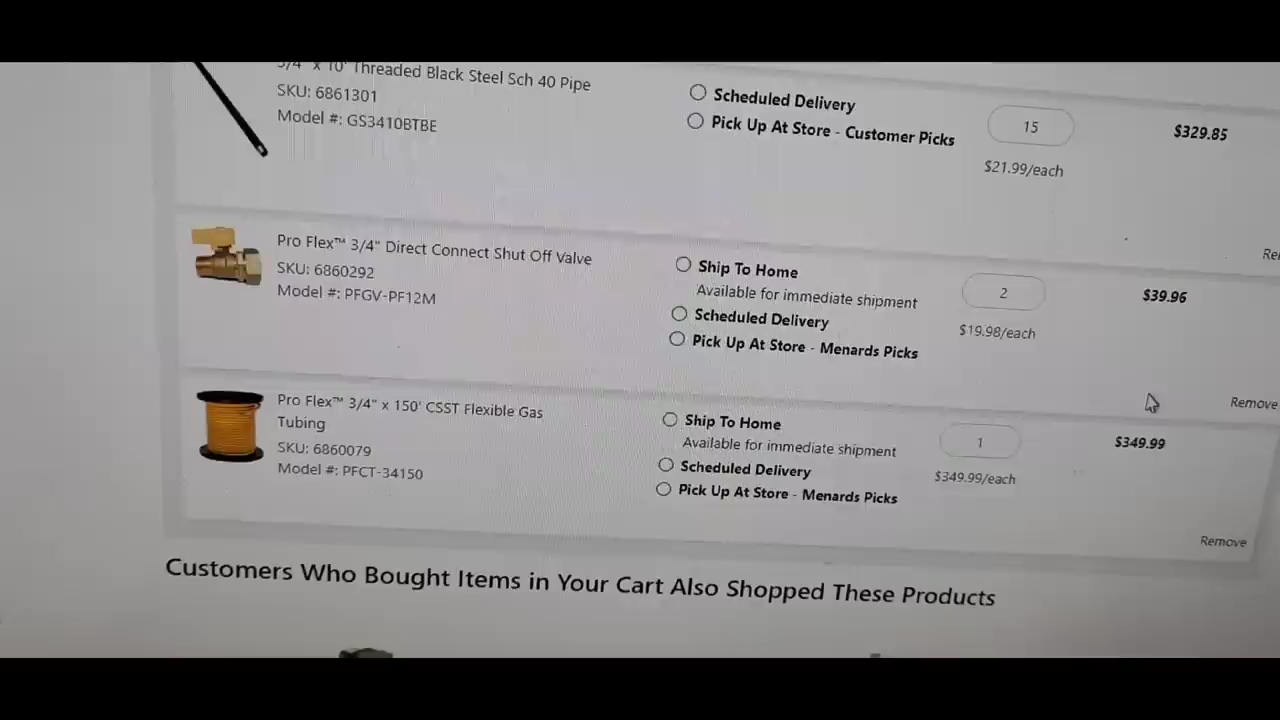 3/4" x 10' Threaded Black Steel Sch 40 Pipe
SKU: 6861301
Model #: GS3410BTBE
Scheduled Delivery
Pick Up At Store - Customer Picks
15
$21.99/each
$329.85
Pro Flex™ 3/4" Direct Connect Shut Off Valve
SKU: 6860292
Model #: PFGV-PF12M
Ship To Home
Available for immediate shipment
Scheduled Delivery
Pick Up At Store - Menards Picks
2
$19.98/each
$39.96
Remove
Pro Flex™ 3/4" x 150' CSST Flexible Gas
Tubing
SKU: 6860079
Model #: PFCT-34150
Ship To Home
Available for immediate shipment
Scheduled Delivery
Pick Up At Store - Menards Picks
1
$349.99/each
$349.99
Remove
Customers Who Bought Items in Your Cart Also Shopped These Products